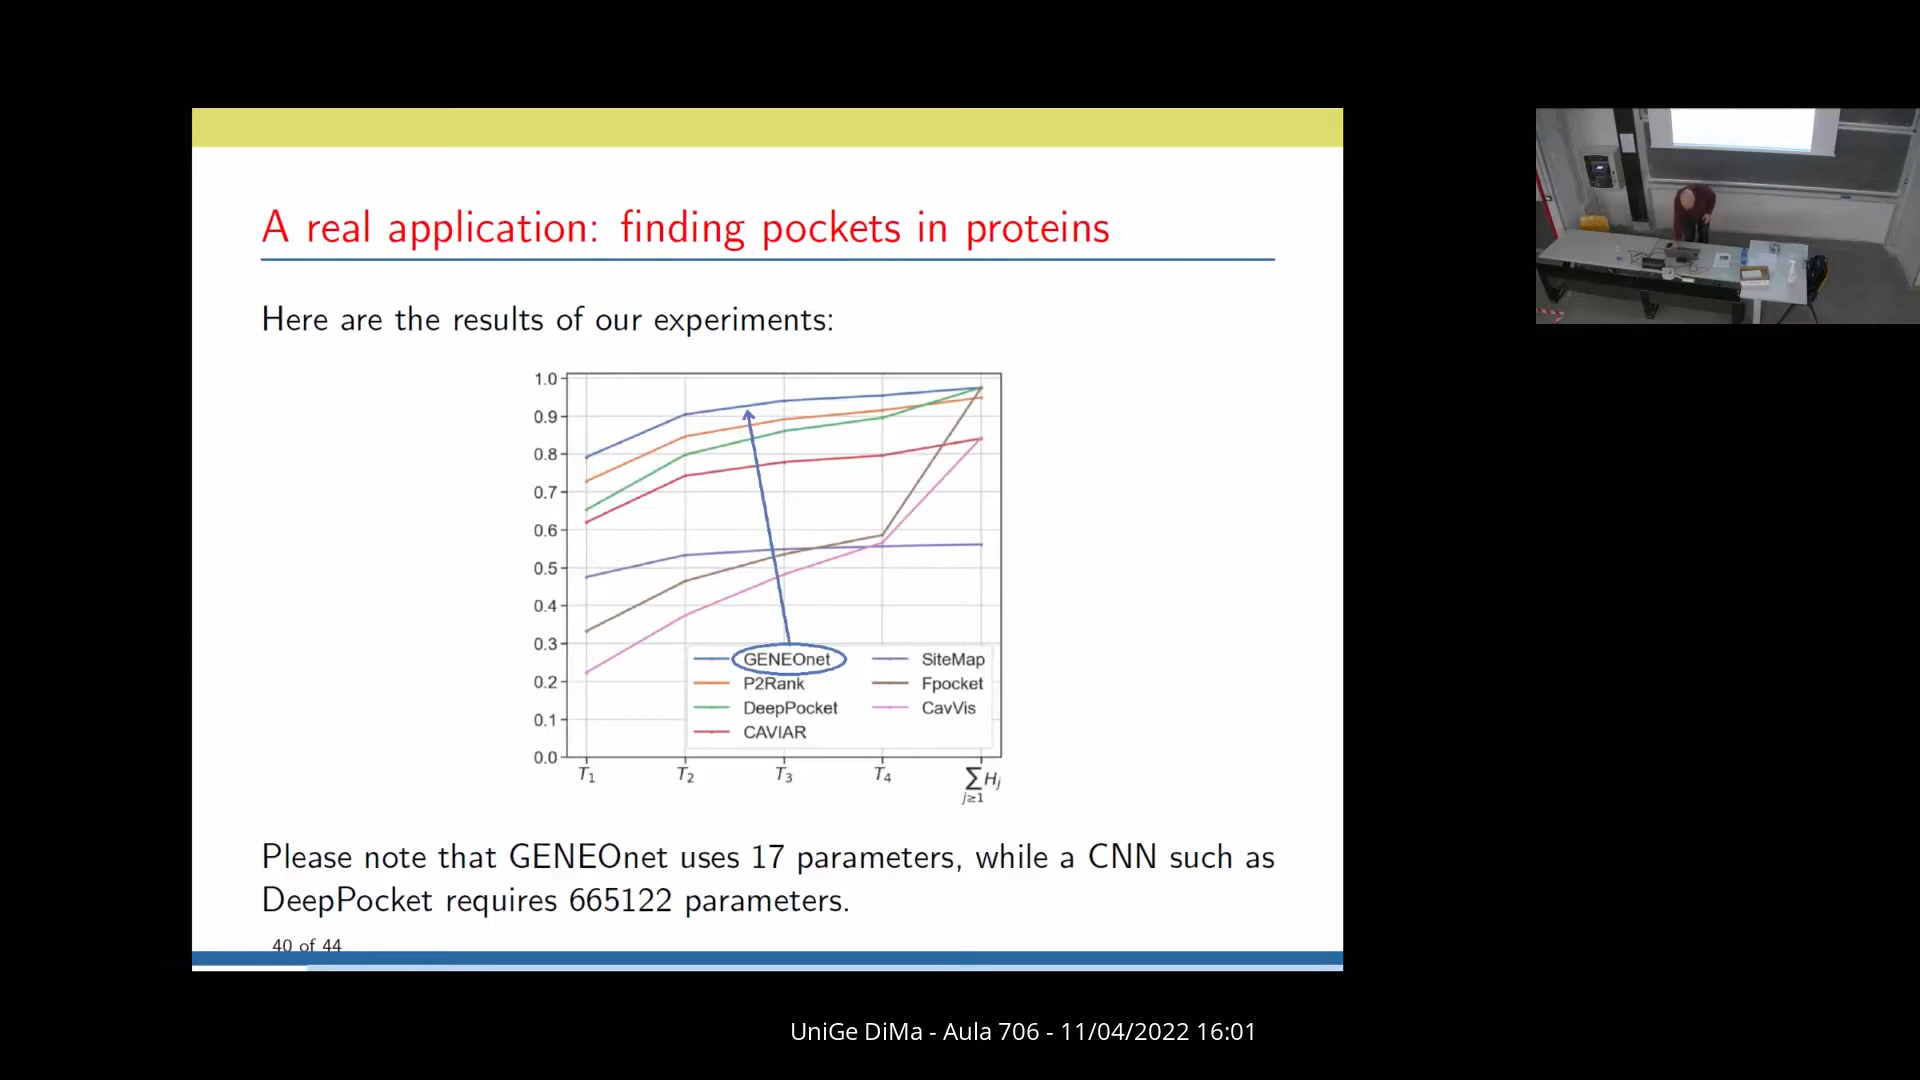 A real application: finding pockets in proteins
Here are the results of our experiments:
1.0
0.9
0.8
0.7
0.6
0.5
0.4
0.3
0.2
0.1
0.0
GENEOnet
P2Rank
DeepPocket
CAVIAR
SiteMap
Fpocket
CavVis
T₁ T₂ T₃ T₄ ∑ Hⱼ
j≥1
Please note that GENEOnet uses 17 parameters, while a CNN such as
DeepPocket requires 665122 parameters.
40 of 44
UniGe DiMa - Aula 706 - 11/04/2022 16:01